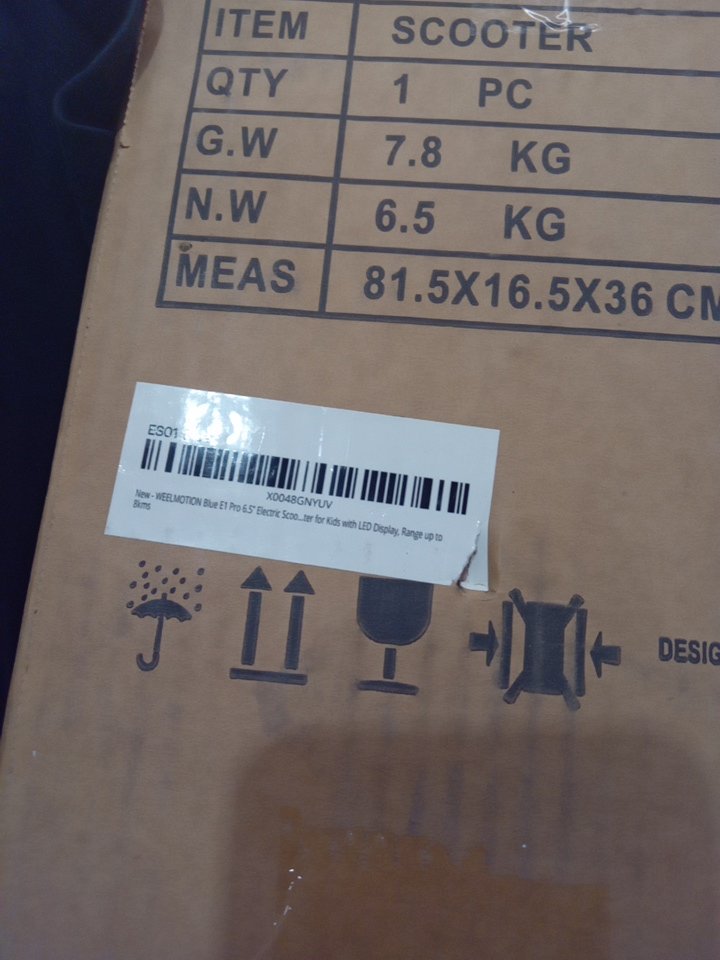 ITEM SCOOTER
QTY 1 PC
G.W 7.8 KG
N.W 6.5 KG
MEAS 81.5X16.5X36 CM
ES01
X0048GNYUV
New - WEELMOTION Blue E1 Pro 6.5" Electric Scoo...ter for Kids with LED Display, Range up to
8kms
DESIG